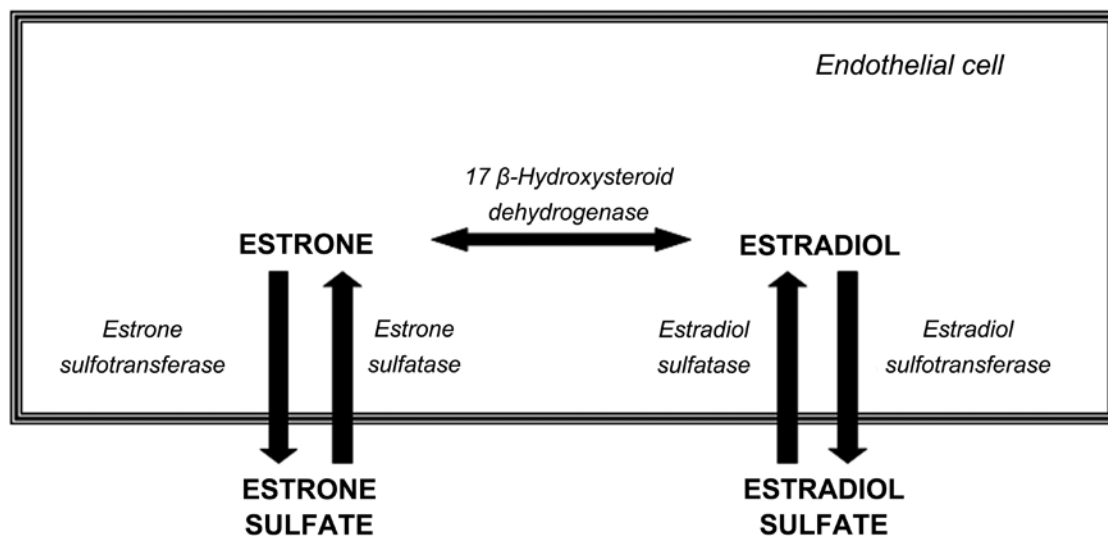 Endothelial cell
17 β-Hydroxysteroid
dehydrogenase
ESTRONE
ESTRADIOL
Estrone
sulfotransferase
Estrone
sulfatase
Estradiol
sulfatase
Estradiol
sulfotransferase
ESTRONE
SULFATE
ESTRADIOL
SULFATE